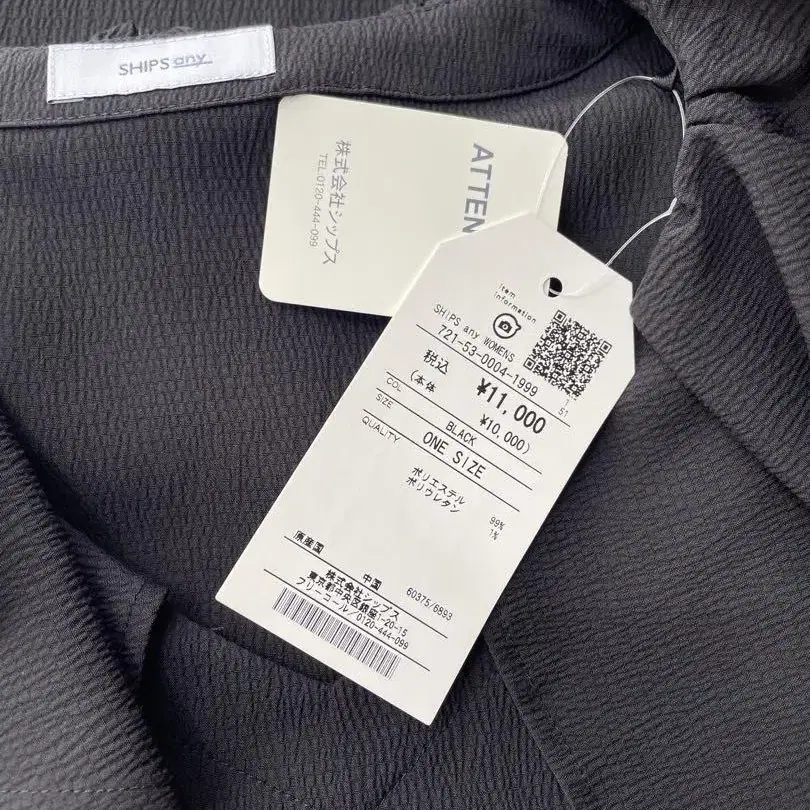 SHIPS any
ATTEN
株式会社シップス
TEL:0120-444-099
Item
Information
SHIPS any WOMENS
721-53-0004-1999
税込 ¥11,000
(本体 ¥10,000)
COL BLACK
SIZE ONE SIZE
QUALITY
ポリエステル 99%
ポリウレタン 1%
原産国 中国
60375/6893
株式会社シップス
東京都中央区銀座1-20-15
フリーコール/0120-444-099